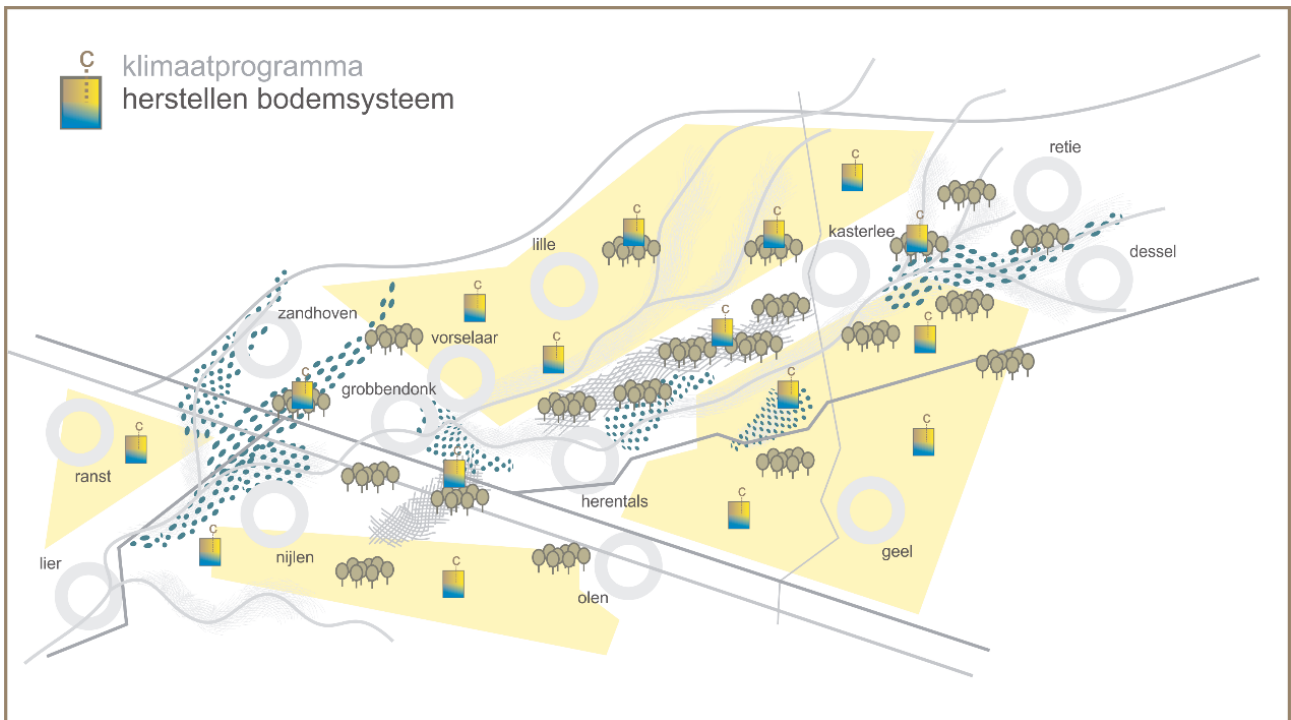 C
klimaatprogramma
herstellen bodemsysteem
retie
C
C
C
C
kasterlee
lille
dessel
C
zandhoven
C
vorselaar
C
C
C
grobbendonk
C
C
C
C
C
ranst
herentals
C
C
nijlen
geel
lier
C
olen